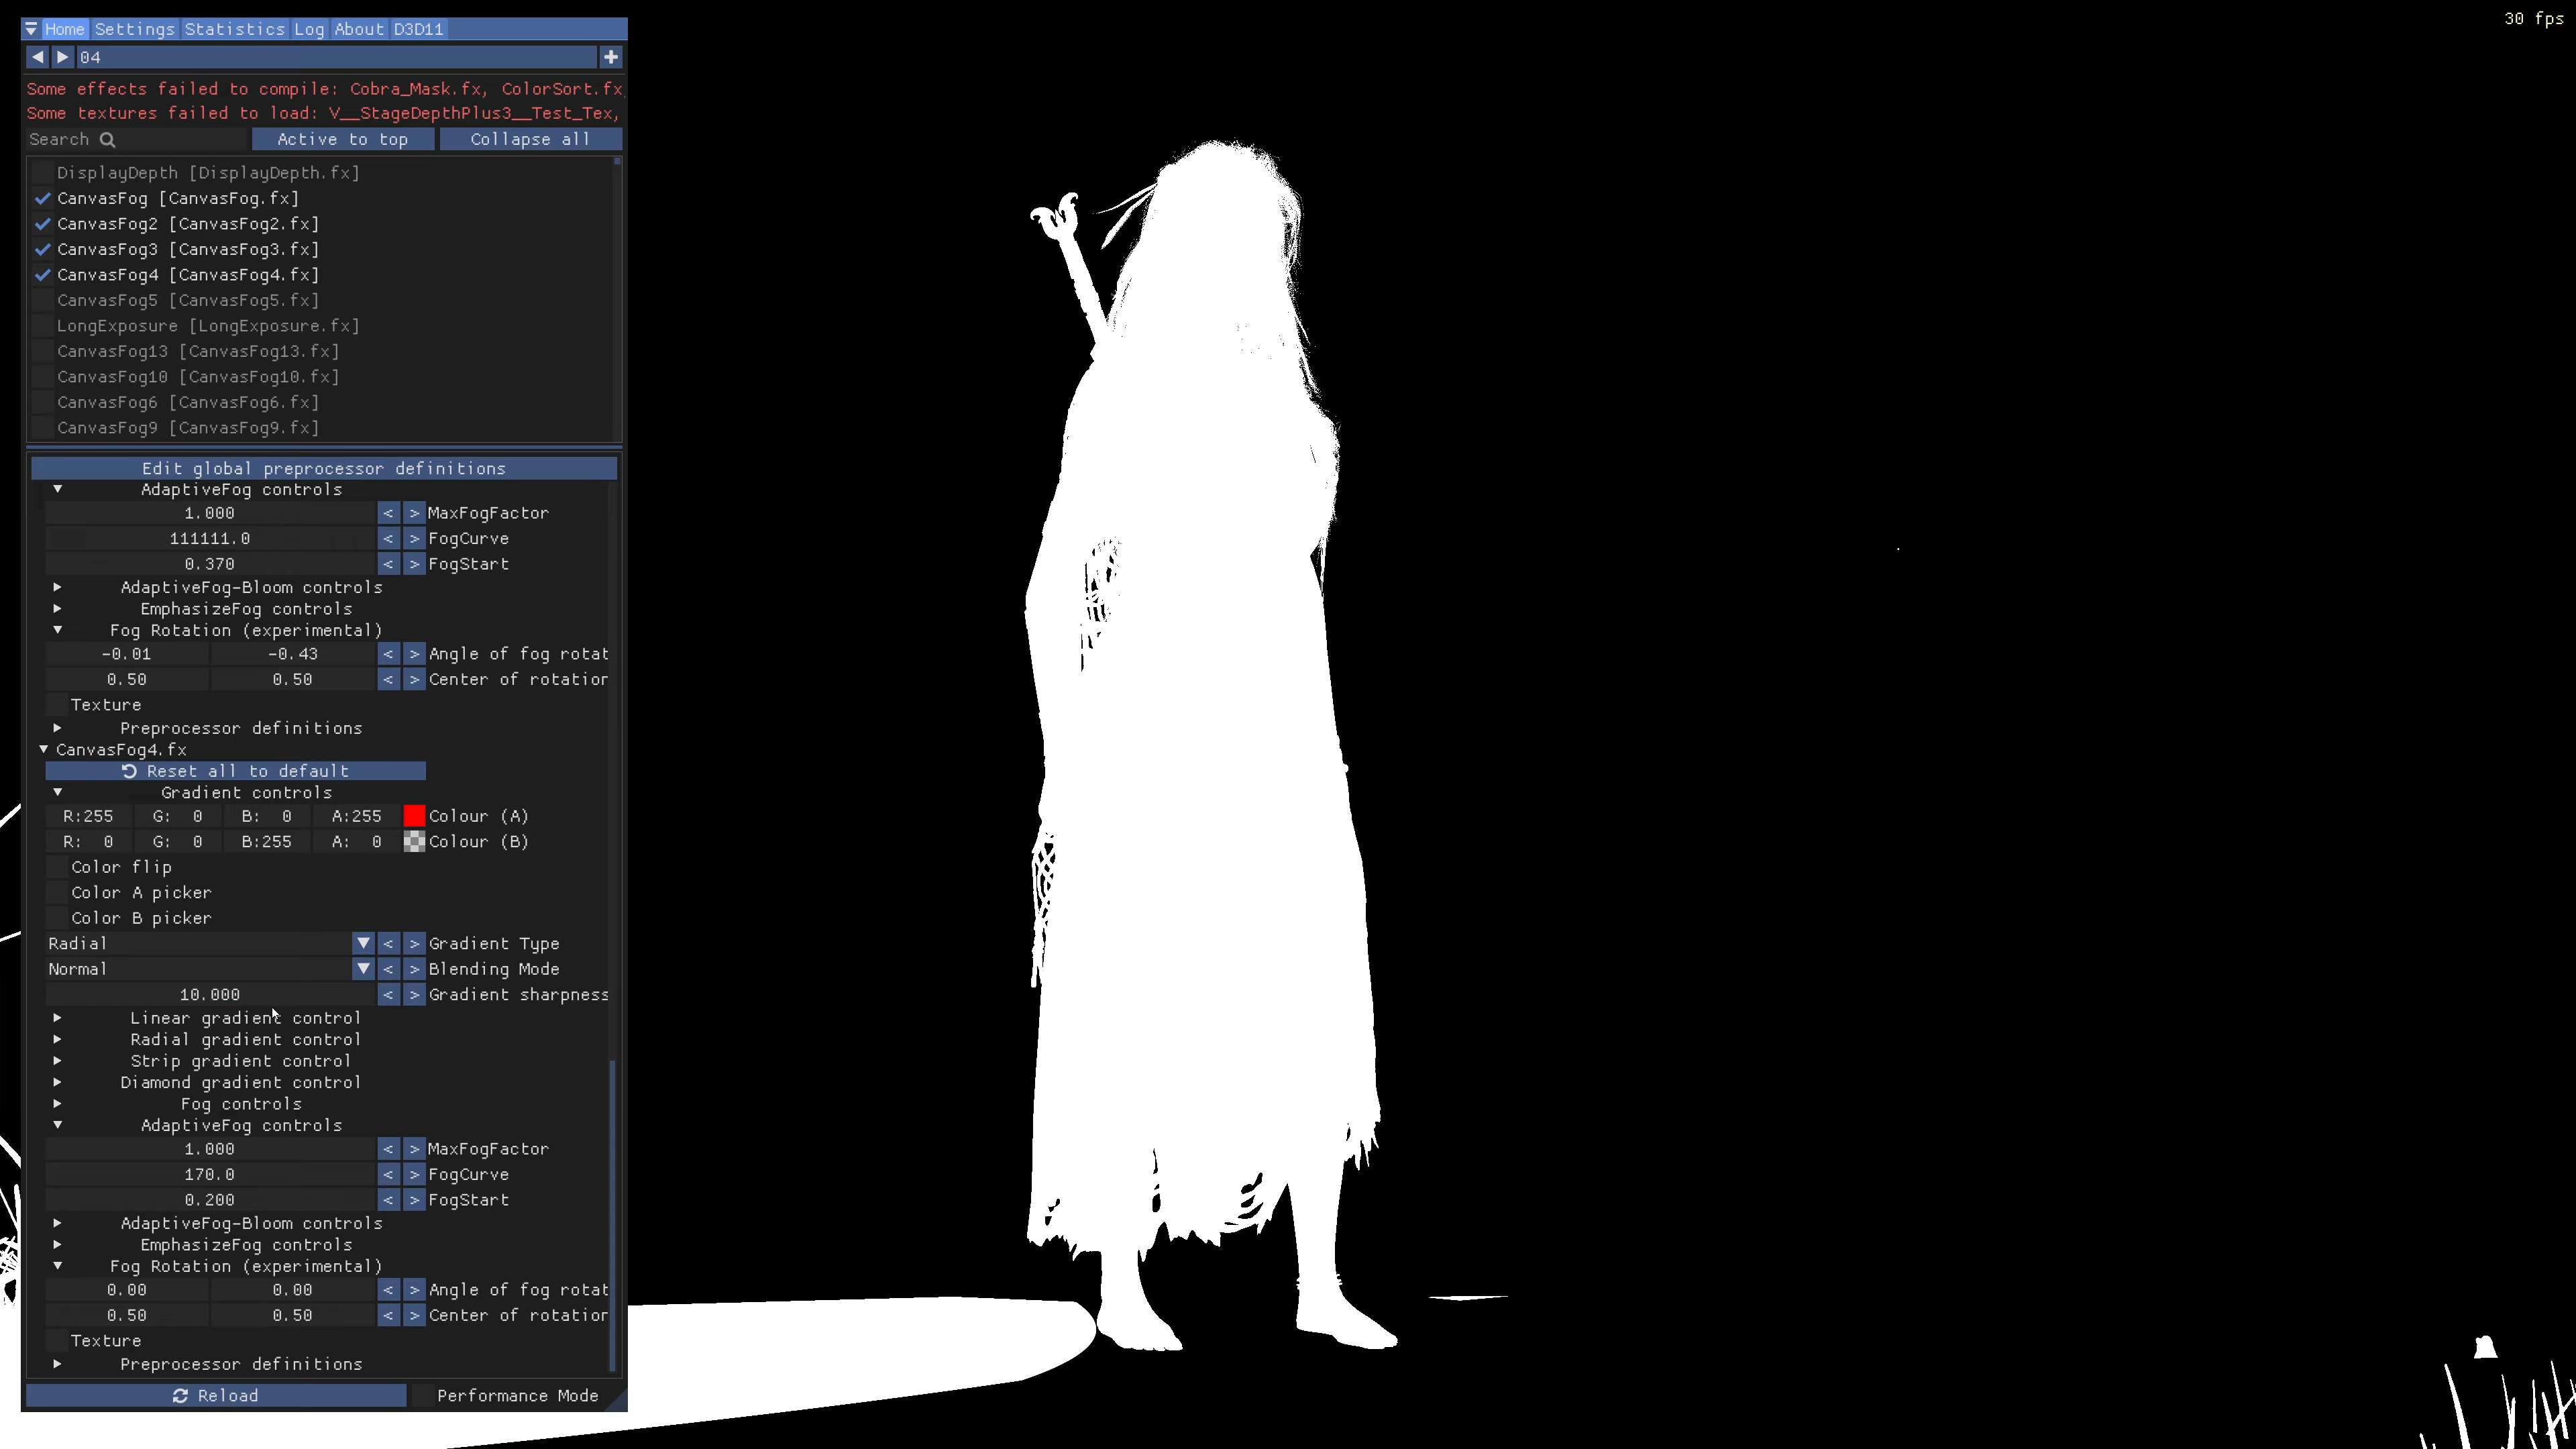 Home Settings Statistics Log About D3D11
30 fps
04
Some effects failed to compile: Cobra_Mask.fx, ColorSort.fx,
Some textures failed to load: V__StageDepthPlus3__Test_Tex,
Search Active to top Collapse all
DisplayDepth [DisplayDepth.fx]
CanvasFog [CanvasFog.fx]
CanvasFog2 [CanvasFog2.fx]
CanvasFog3 [CanvasFog3.fx]
CanvasFog4 [CanvasFog4.fx]
CanvasFog5 [CanvasFog5.fx]
LongExposure [LongExposure.fx]
CanvasFog13 [CanvasFog13.fx]
CanvasFog10 [CanvasFog10.fx]
CanvasFog6 [CanvasFog6.fx]
CanvasFog9 [CanvasFog9.fx]
Edit global preprocessor definitions
AdaptiveFog controls
1.000 < > MaxFogFactor
111111.0 < > FogCurve
0.370 < > FogStart
AdaptiveFog-Bloom controls
EmphasizeFog controls
Fog Rotation (experimental)
-0.01 -0.43 < > Angle of fog rotat
0.50 0.50 < > Center of rotation
Texture
Preprocessor definitions
CanvasFog4.fx
Reset all to default
Gradient controls
R:255 G: 0 B: 0 A:255 Colour (A)
R: 0 G: 0 B:255 A: 0 Colour (B)
Color flip
Color A picker
Color B picker
Radial < > Gradient Type
Normal < > Blending Mode
10.000 < > Gradient sharpness
Linear gradient control
Radial gradient control
Strip gradient control
Diamond gradient control
Fog controls
AdaptiveFog controls
1.000 < > MaxFogFactor
170.0 < > FogCurve
0.200 < > FogStart
AdaptiveFog-Bloom controls
EmphasizeFog controls
Fog Rotation (experimental)
0.00 0.00 < > Angle of fog rotat
0.50 0.50 < > Center of rotation
Texture
Preprocessor definitions
Reload Performance Mode